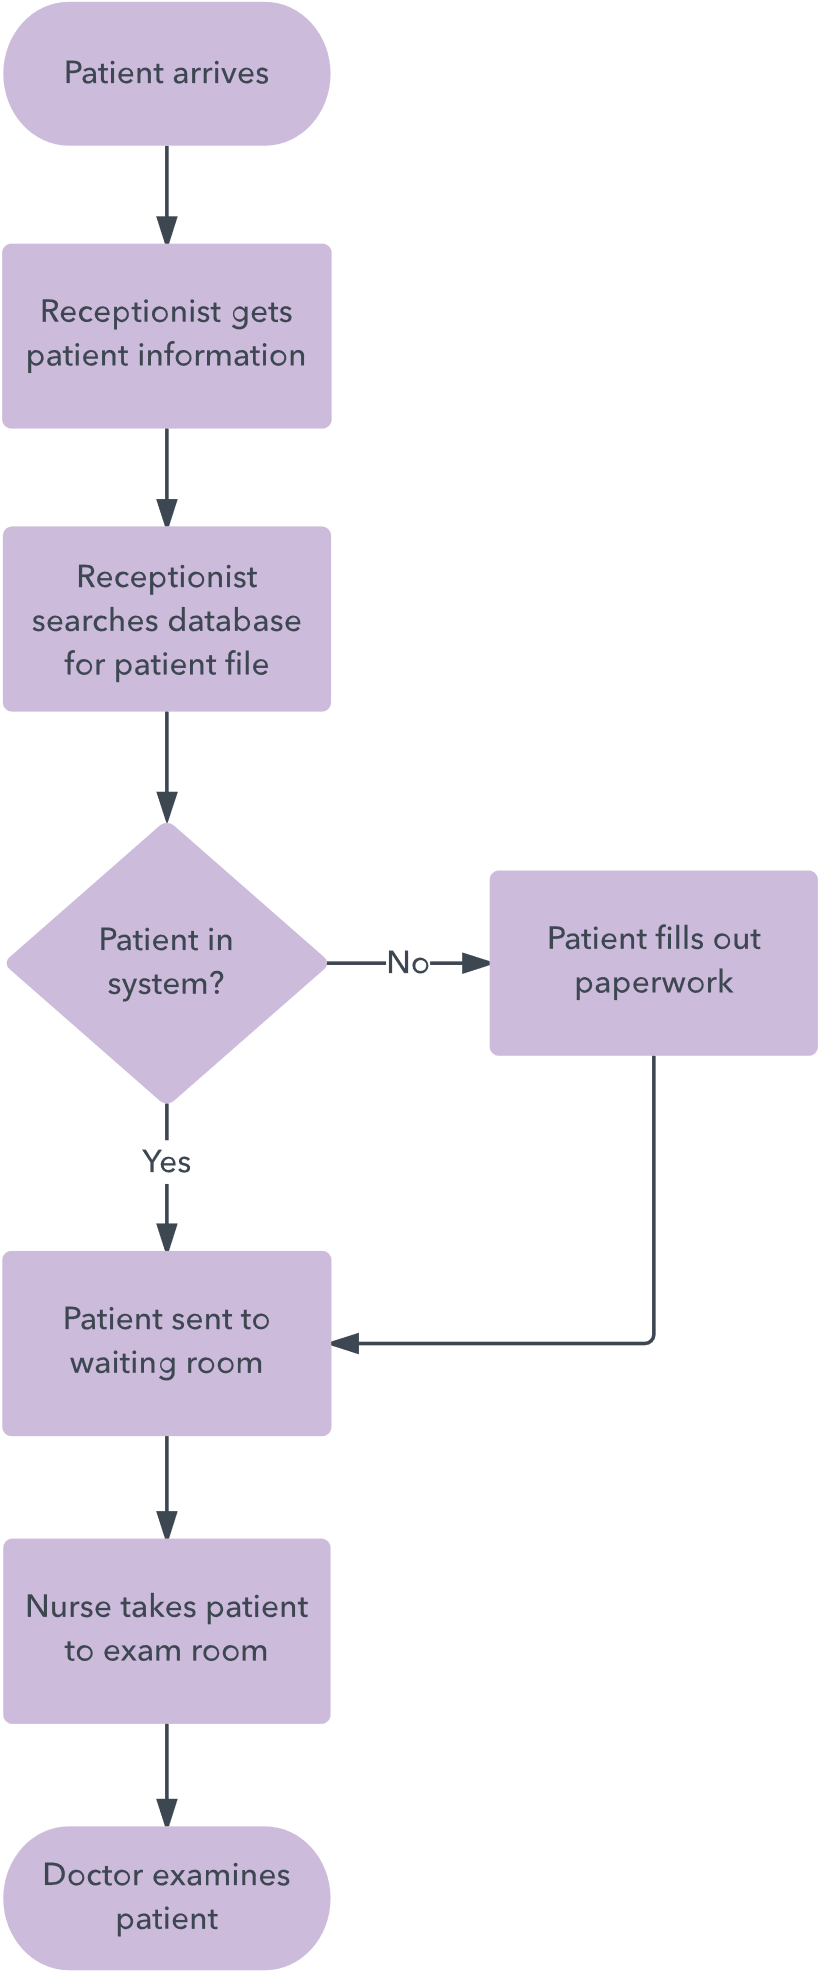 Patient arrives
Receptionist gets
patient information
Receptionist
searches database
for patient file
Patient in
system?
No
Patient fills out
paperwork
Yes
Patient sent to
waiting room
Nurse takes patient
to exam room
Doctor examines
patient